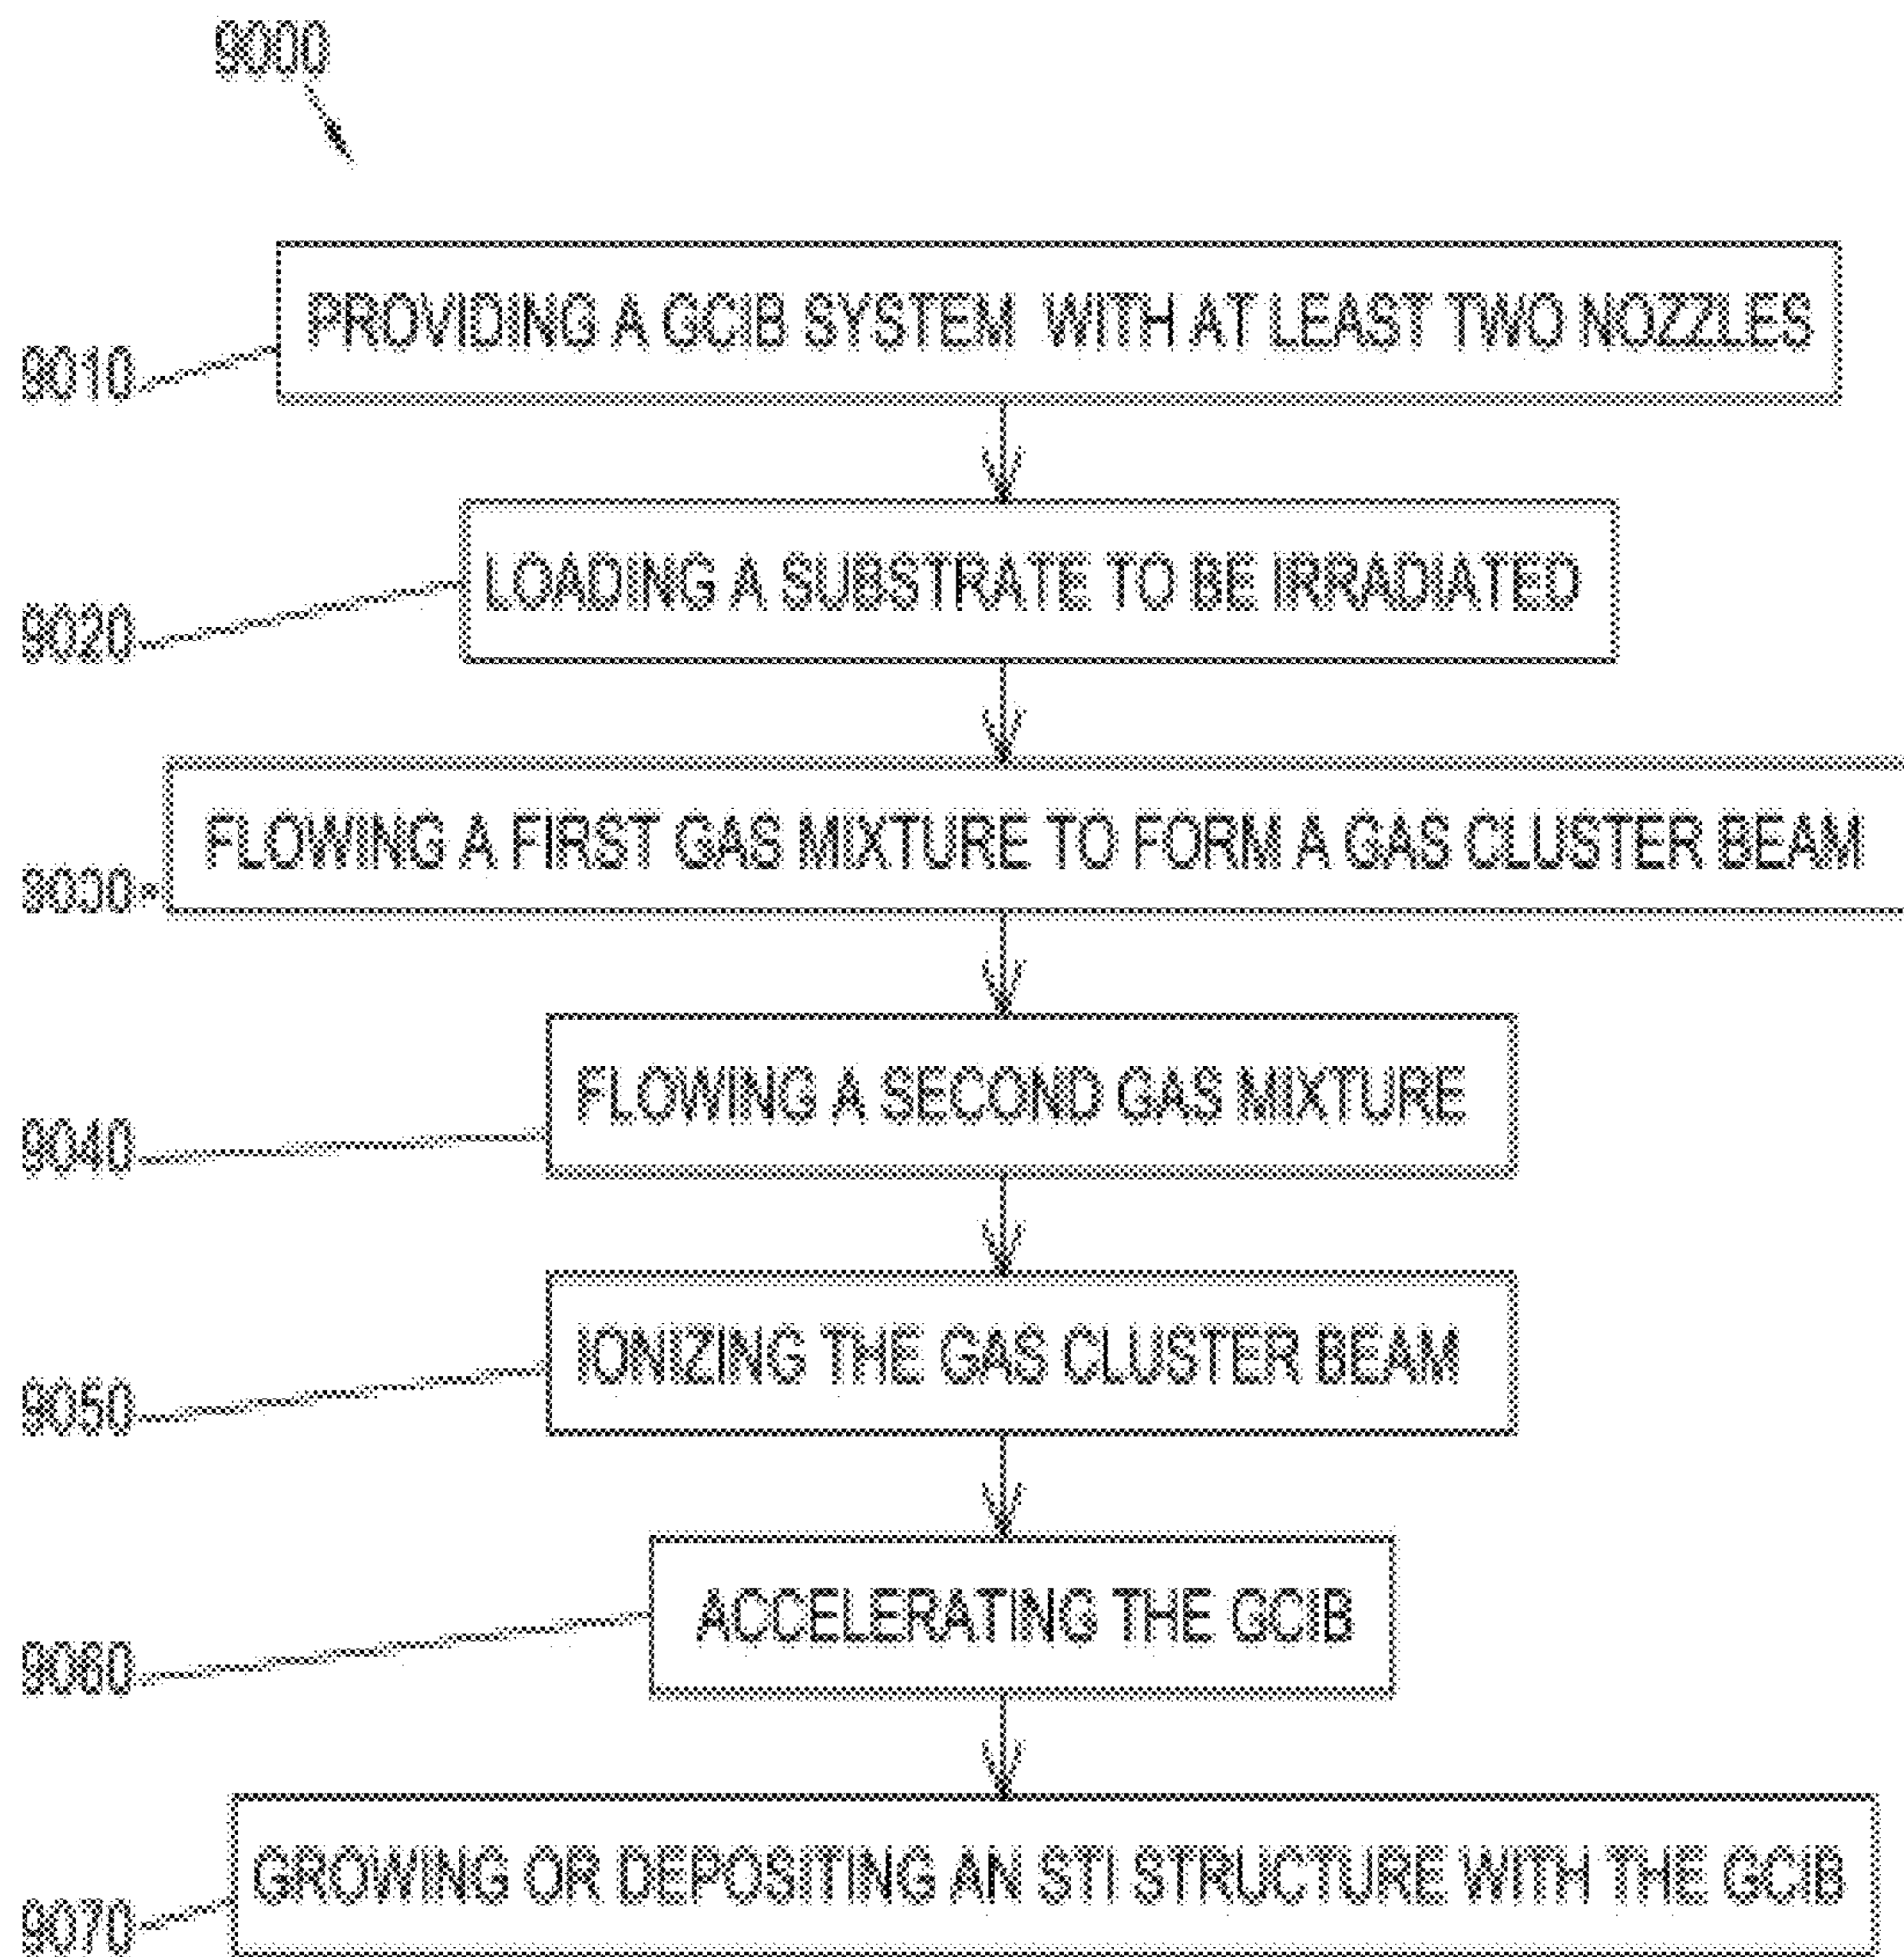 9000
PROVIDING A GCIB SYSTEM WITH AT LEAST TWO NOZZLES
9010
LOADING A SUBSTRATE TO BE IRRADIATED
9020
FLOWING A FIRST GAS MIXTURE TO FORM A GAS CLUSTER BEAM
FLOWING A SECOND GAS MIXTURE
9040
IONIZING THE GAS CLUSTER BEAM
9050
ACCELERATING THE GCIB
9060
GROWING OR DEPOSITING AN STI STRUCTURE WITH THE GCIB
9070